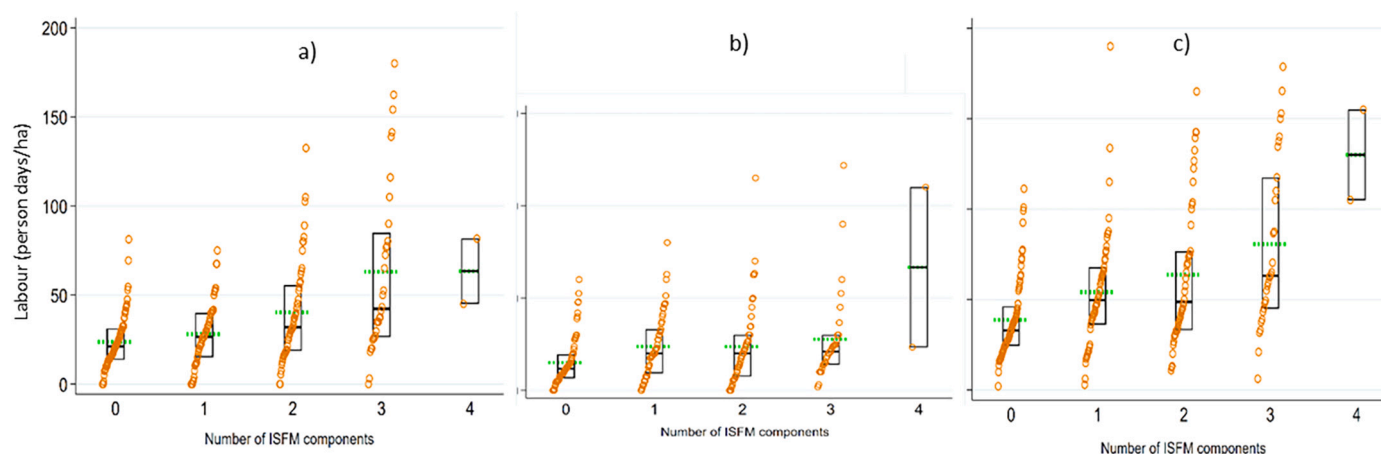 a)
b)
c)
200
150
100
50
0
Labour (person days/ha)
0 1 2 3 4
Number of ISFM components
0 1 2 3 4
Number of ISFM components
0 1 2 3 4
Number of ISFM components